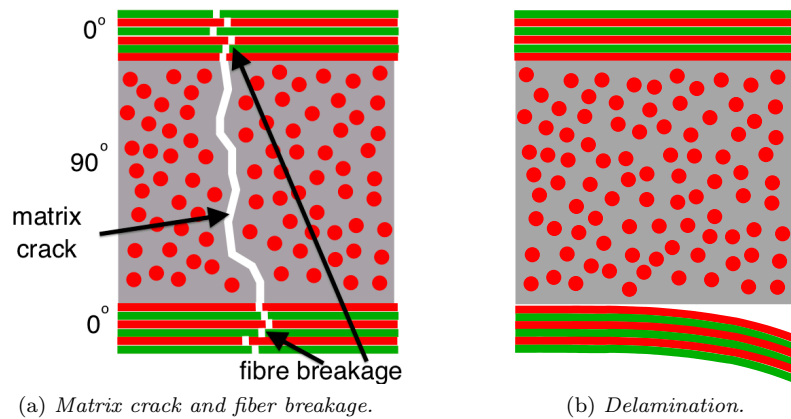 0°
90°
matrix
crack
0°
fibre breakage
(a) Matrix crack and fiber breakage.
(b) Delamination.